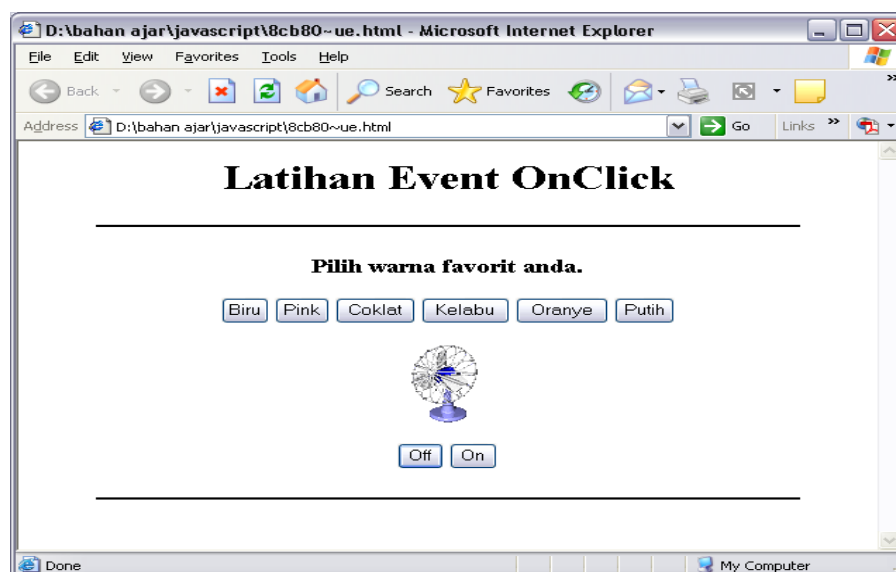 D:\bahan ajar\javascript\8cb80~ue.html - Microsoft Internet Explorer
File Edit View Favorites Tools Help
Back Search Favorites
Address D:\bahan ajar\javascript\8cb80~ue.html Go Links
Latihan Event OnClick
Pilih warna favorit anda.
Biru Pink Coklat Kelabu Oranye Putih
Off On
Done My Computer